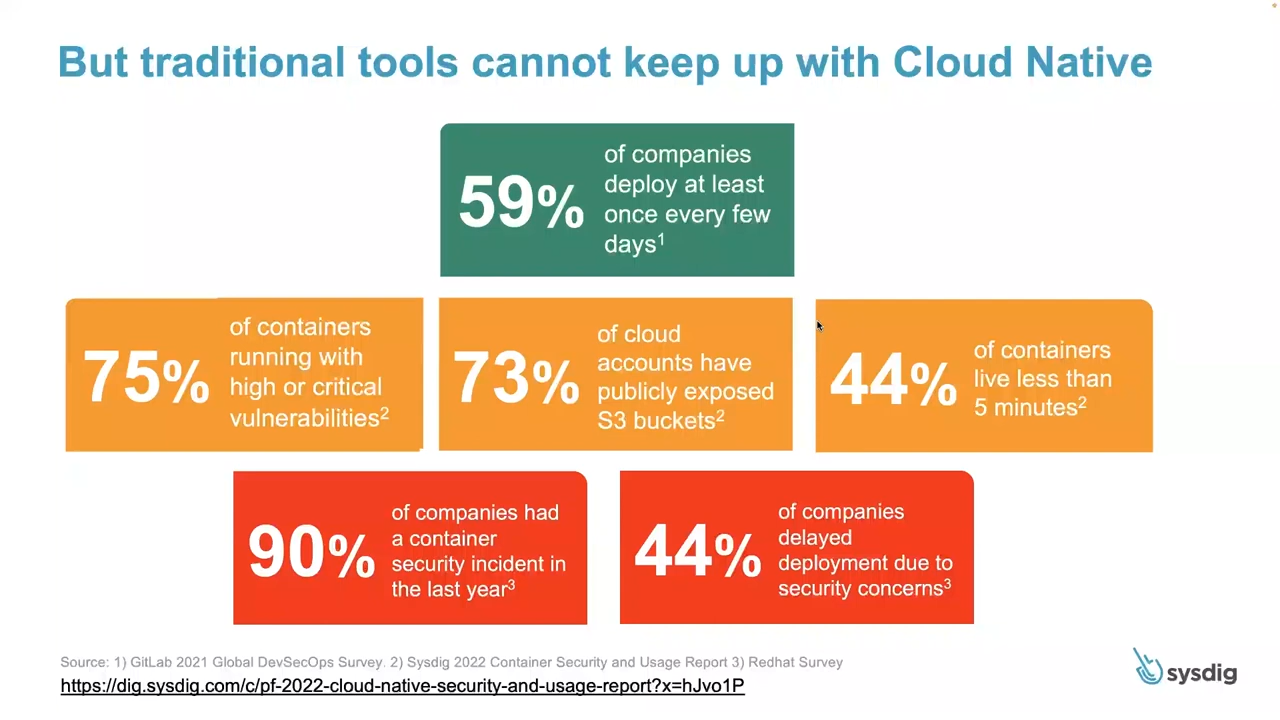 But traditional tools cannot keep up with Cloud Native
59%
of companies
deploy at least
once every few
days¹
75%
of containers
running with
high or critical
vulnerabilities²
73%
of cloud
accounts have
publicly exposed
S3 buckets²
44%
of containers
live less than
5 minutes²
90%
of companies had
a container
security incident in
the last year³
44%
of companies
delayed
deployment due to
security concerns³
Source: 1) GitLab 2021 Global DevSecOps Survey. 2) Sysdig 2022 Container Security and Usage Report 3) Redhat Survey
https://dig.sysdig.com/c/pf-2022-cloud-native-security-and-usage-report?x=hJvo1P
sysdig